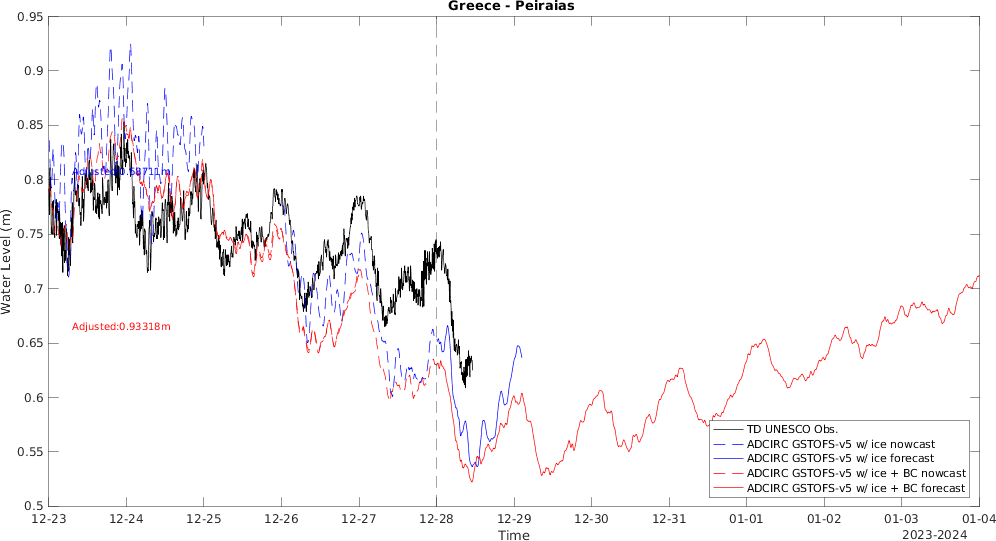 Greece - Peiraias
Water Level (m)
0.95
0.9
0.85
0.8
0.75
0.7
0.65
0.6
0.55
0.5
Adjusted:0.68711m
Adjusted:0.93318m
TD UNESCO Obs.
ADCIRC GSTOFS-v5 w/ ice nowcast
ADCIRC GSTOFS-v5 w/ ice forecast
ADCIRC GSTOFS-v5 w/ ice + BC nowcast
ADCIRC GSTOFS-v5 w/ ice + BC forecast
12-23 12-24 12-25 12-26 12-27 12-28 12-29 12-30 12-31 01-01 01-02 01-03 01-04
Time
2023-2024